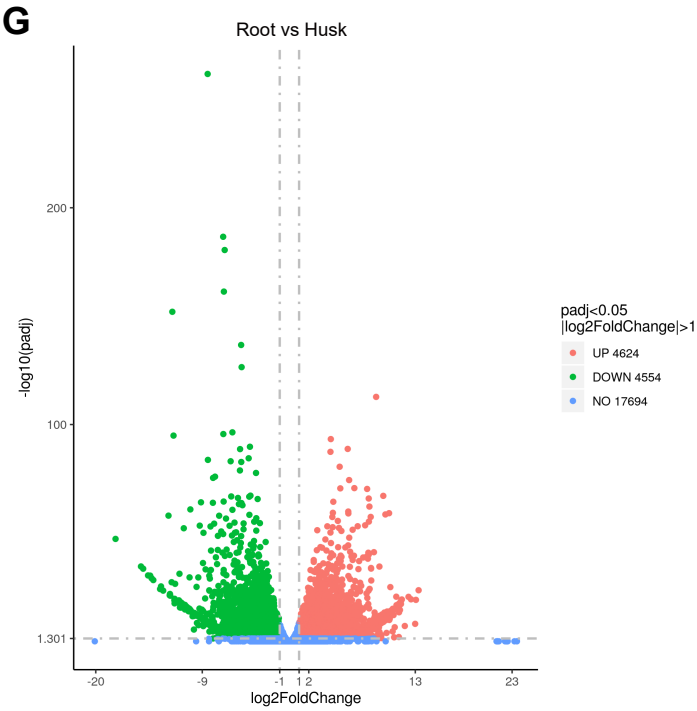 G
Root vs Husk
200
100
1.301
-log10(padj)
-20 -9 -1 1 2 13 23
log2FoldChange
padj<0.05
|log2FoldChange|>1
UP 4624
DOWN 4554
NO 17694